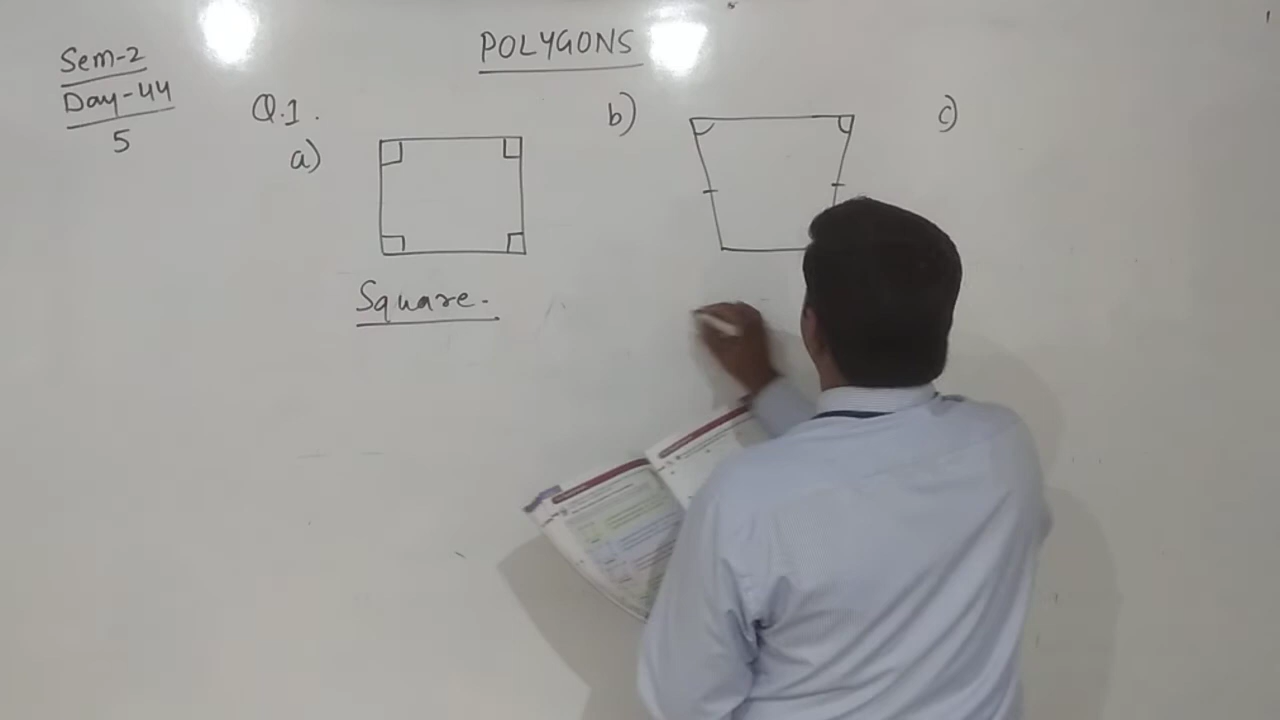 POLYGONS
Sem-2
Day-44
5
Q.1.
a)
b)
c)
Square.